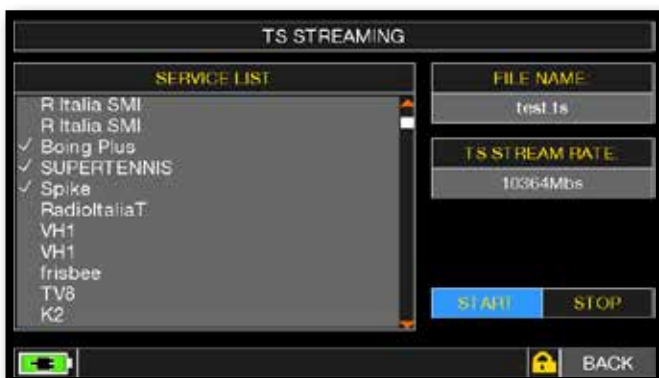 TS STREAMING
SERVICE LIST
R Italia SMI
R Italia SMI
Boing Plus
SUPERTENNIS
Spike
RadioItaliaT
VH1
VH1
frisbee
TV8
K2
FILE NAME:
test.ts
TS STREAM RATE:
10364Mbs
START STOP
BACK